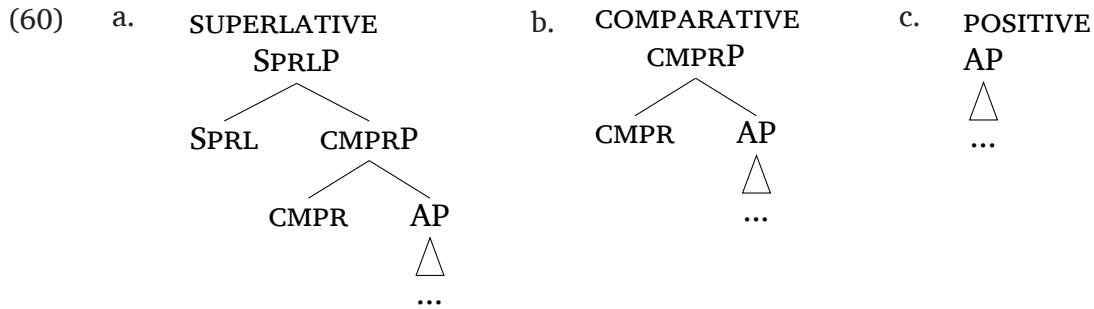 (60) a. SUPERLATIVE b. COMPARATIVE c. POSITIVE
SPRLP CMPRP AP
SPRL CMPRP CMPR AP ...
CMPR AP ...
...